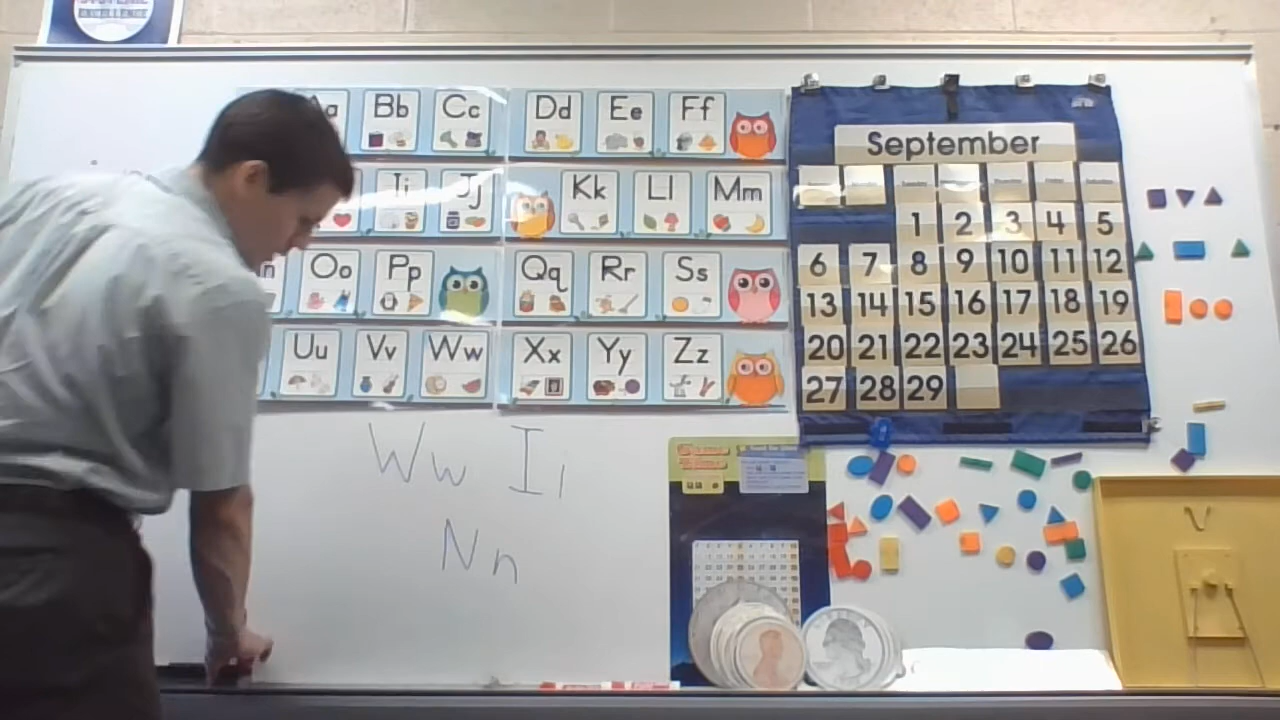 Aa Bb Cc Dd Ee Ff
Ii Jj Kk Ll Mm
n Oo Pp Qq Rr Ss
Uu Vv Ww Xx Yy Zz
September
1 2 3 4 5
6 7 8 9 10 11 12
13 14 15 16 17 18 19
20 21 22 23 24 25 26
27 28 29
Ww Ii
Nn